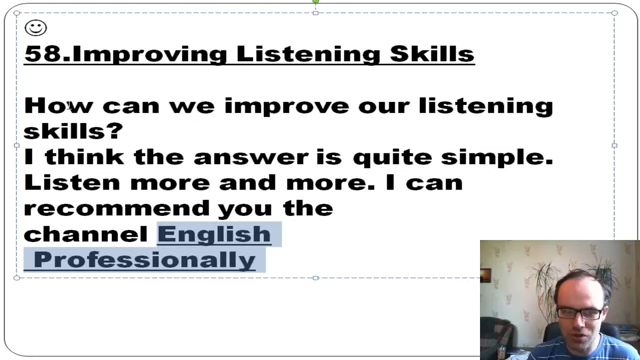 58.Improving Listening Skills
How can we improve our listening
skills?
I think the answer is quite simple.
Listen more and more. I can
recommend you the
channel English
Professionally